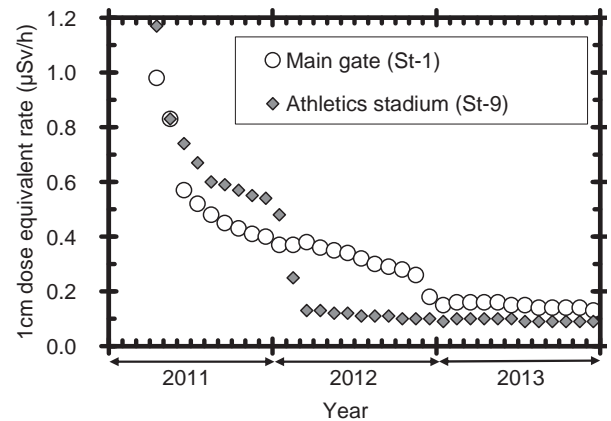 1cm dose equivalent rate (μSv/h)
1.2
1.0
0.8
0.6
0.4
0.2
0.0
Main gate (St-1)
Athletics stadium (St-9)
2011 2012 2013
Year